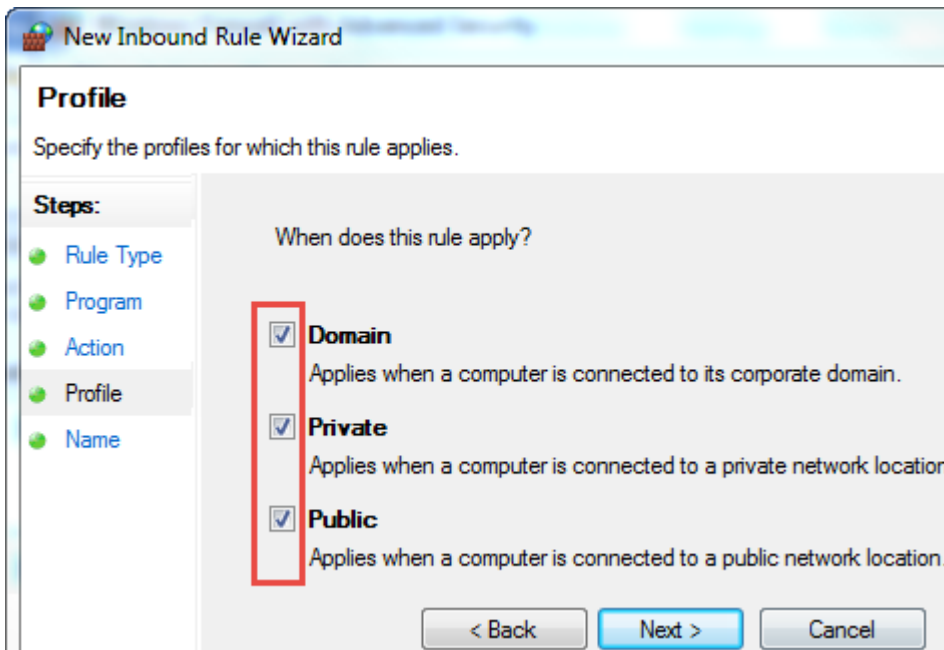 New Inbound Rule Wizard
Profile
Specify the profiles for which this rule applies.
Steps:
Rule Type
Program
Action
Profile
Name
When does this rule apply?
Domain
Applies when a computer is connected to its corporate domain.
Private
Applies when a computer is connected to a private network location
Public
Applies when a computer is connected to a public network location.
< Back
Next >
Cancel